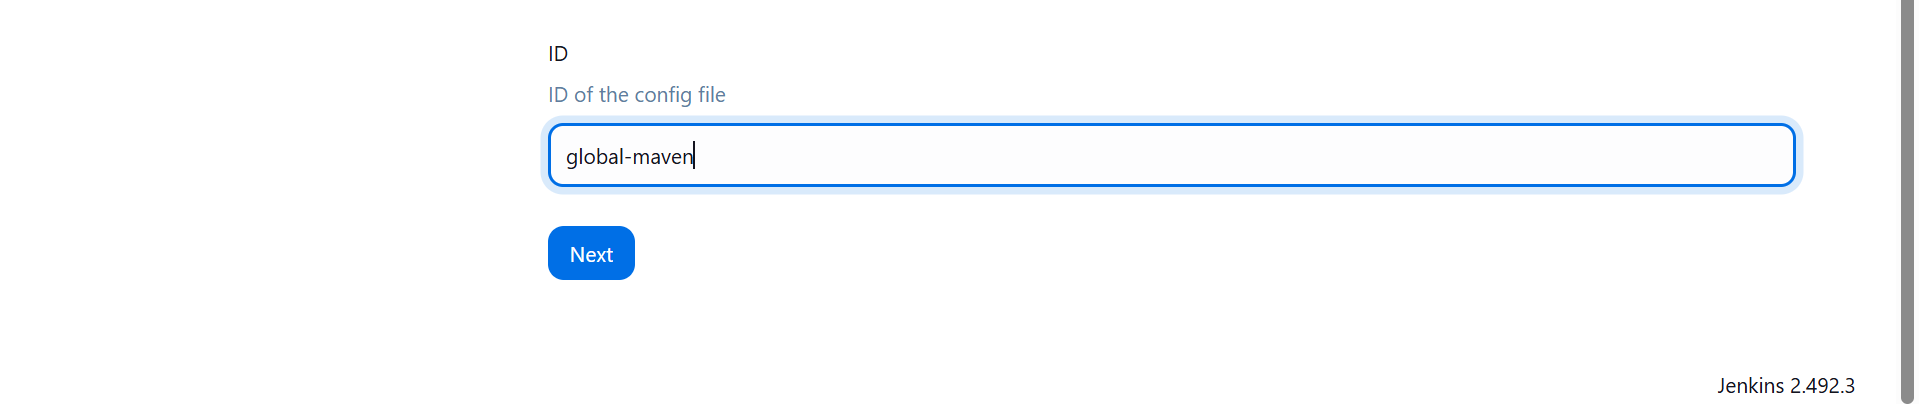 ID
ID of the config file
global-maven
Next
Jenkins 2.492.3